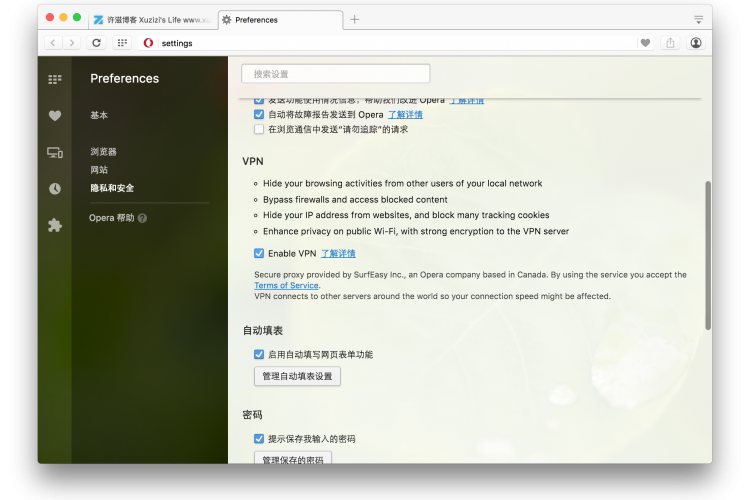 许滋博客 Xuzizi's Life www.x
Preferences
settings
Preferences
基本
浏览器
网站
隐私和安全
Opera 帮助
搜索设置
发送功能使用情况信息，帮助我们改进 Opera 了解详情
自动将故障报告发送到 Opera 了解详情
在浏览通信中发送"请勿追踪"的请求
VPN
Hide your browsing activities from other users of your local network
Bypass firewalls and access blocked content
Hide your IP address from websites, and block many tracking cookies
Enhance privacy on public Wi-Fi, with strong encryption to the VPN server
Enable VPN 了解详情
Secure proxy provided by SurfEasy Inc., an Opera company based in Canada. By using the service you accept the
Terms of Service.
VPN connects to other servers around the world so your connection speed might be affected.
自动填表
启用自动填写网页表单功能
管理自动填表设置
密码
提示保存我输入的密码
管理保存的密码